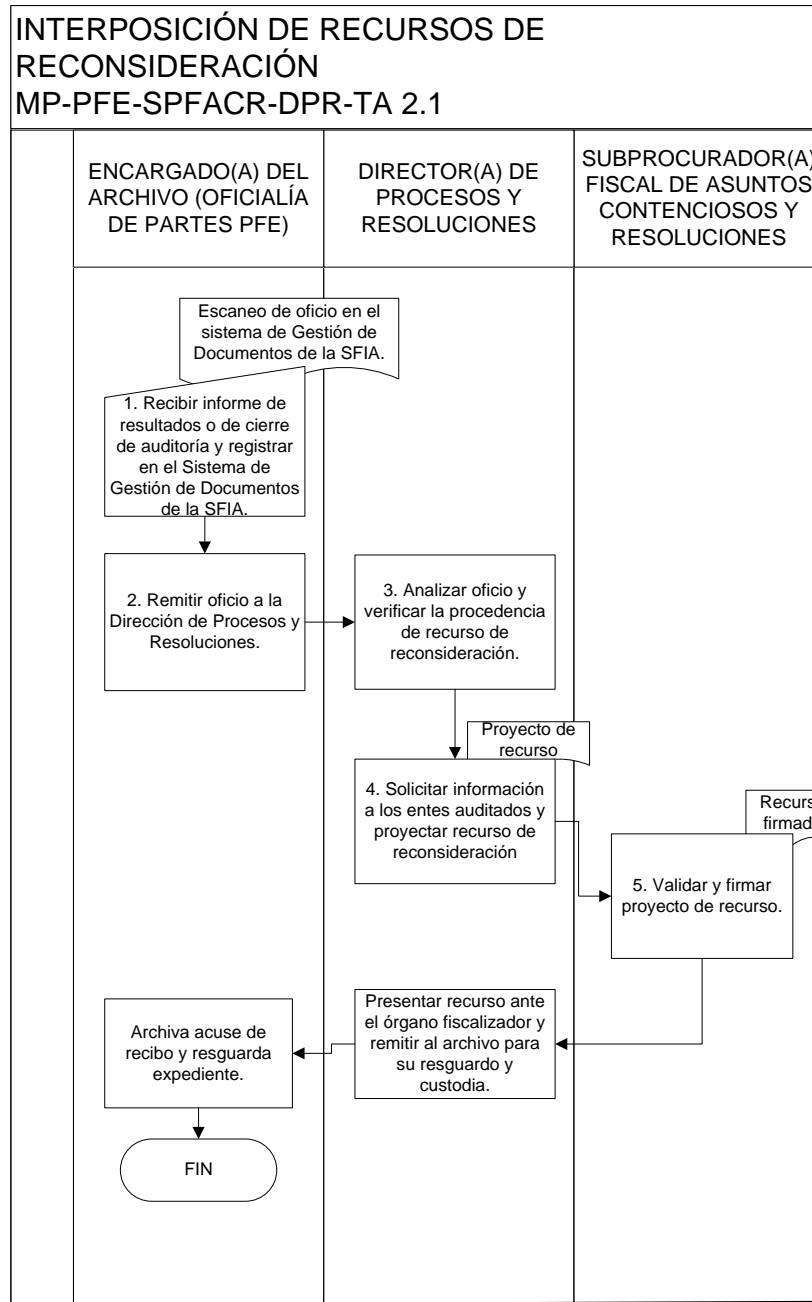 INTERPOSICIÓN DE RECURSOS DE
RECONSIDERACIÓN
MP-PFE-SPFACR-DPR-TA 2.1
ENCARGADO(A) DEL
ARCHIVO (OFICIALÍA
DE PARTES PFE)
DIRECTOR(A) DE
PROCESOS Y
RESOLUCIONES
SUBPROCURADOR(A)
FISCAL DE ASUNTOS
CONTENCIOSOS Y
RESOLUCIONES
Escaneo de oficio en el
sistema de Gestión de
Documentos de la SFIA.
1. Recibir informe de
resultados o de cierre
de auditoría y registrar
en el Sistema de
Gestión de Documentos
de la SFIA.
2. Remitir oficio a la
Dirección de Procesos y
Resoluciones.
3. Analizar oficio y
verificar la procedencia
de recurso de
reconsideración.
Proyecto de
recurso
4. Solicitar información
a los entes auditados y
proyectar recurso de
reconsideración
5. Validar y firmar
proyecto de recurso.
Presentar recurso ante
el órgano fiscalizador y
remitir al archivo para
su resguardo y
custodia.
Archiva acuse de
recibo y resguarda
expediente.
FIN